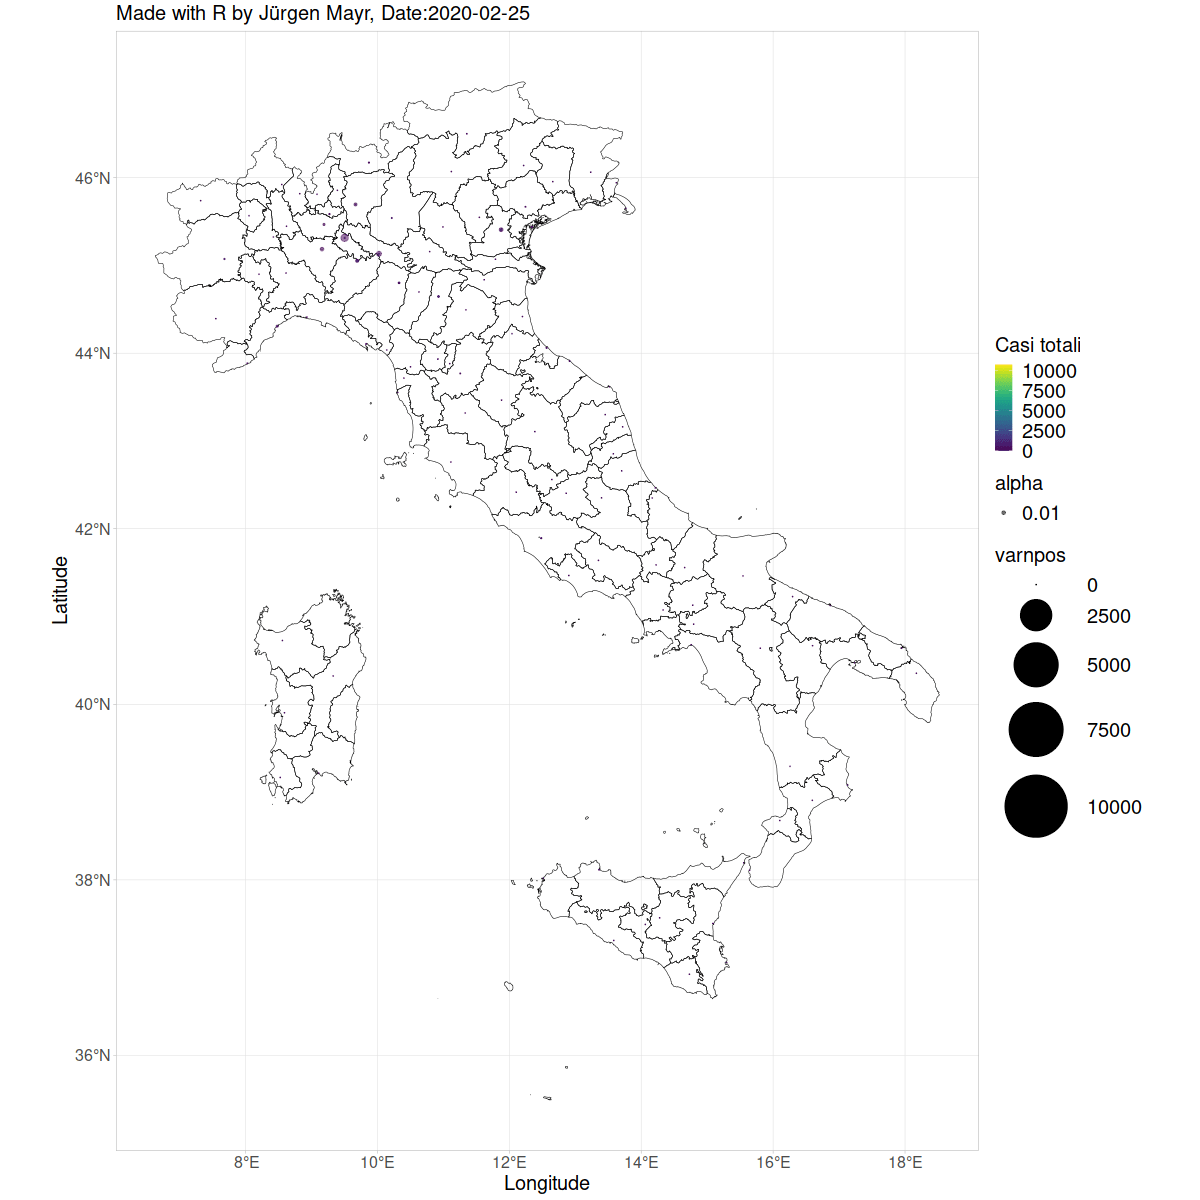 Made with R by Jürgen Mayr, Date:2020-02-25
46°N
44°N
42°N
40°N
38°N
36°N
Latitude
8°E
10°E
12°E
14°E
16°E
18°E
Longitude
Casi totali
10000
7500
5000
2500
0
alpha
0.01
varnpos
0
2500
5000
7500
10000